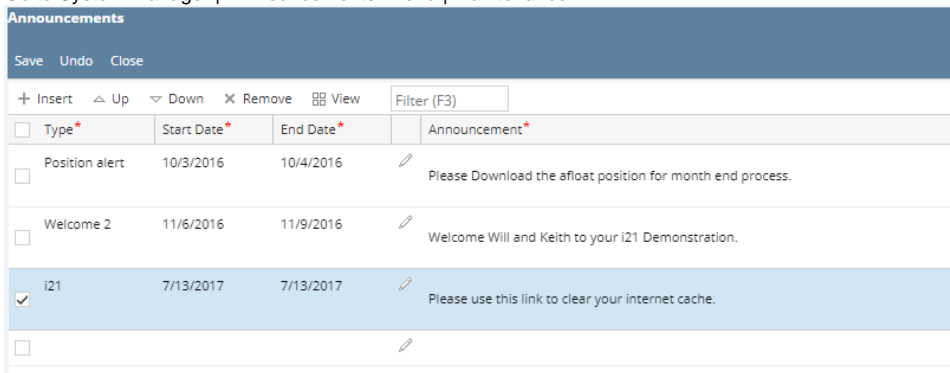 Announcements
Save Undo Close
Insert Up Down Remove View Filter (F3)
Type* Start Date* End Date* Announcement*
Position alert 10/3/2016 10/4/2016 Please Download the afloat position for month end process.
Welcome 2 11/6/2016 11/9/2016 Welcome Will and Keith to your i21 Demonstration.
i21 7/13/2017 7/13/2017 Please use this link to clear your internet cache.